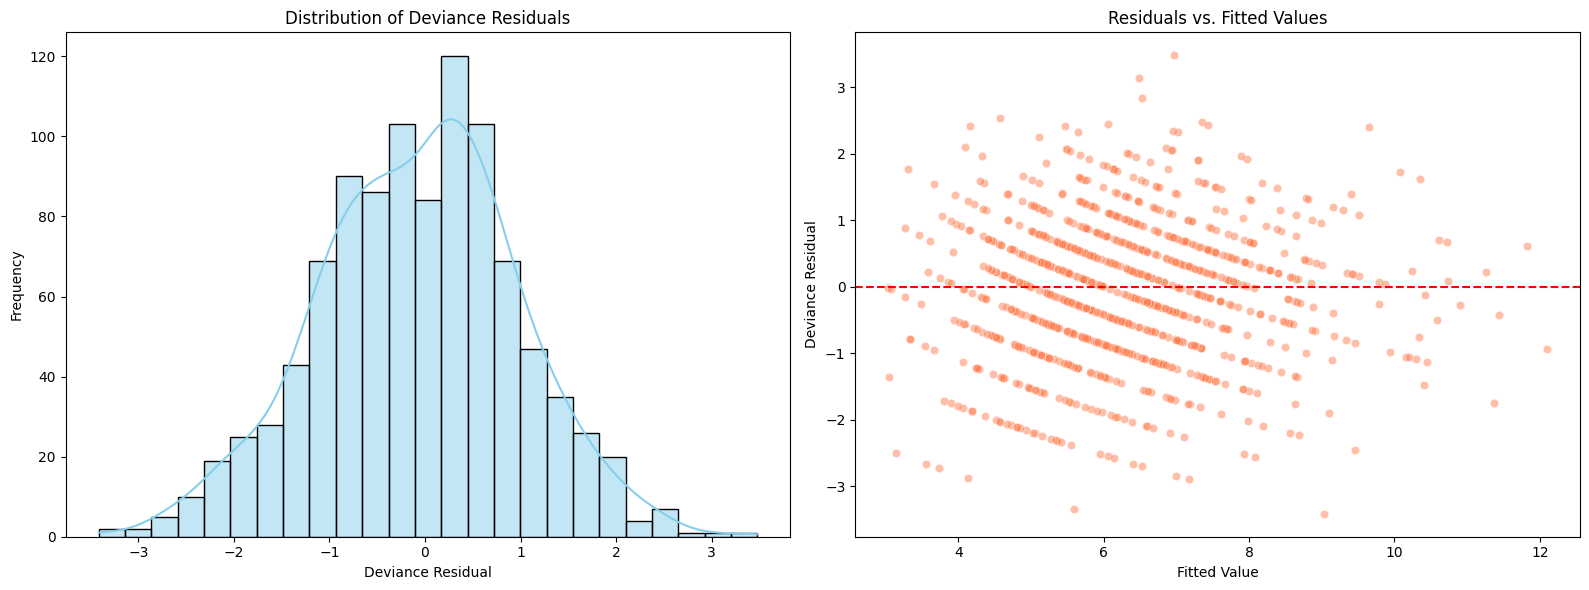 Distribution of Deviance Residuals
Frequency
120
100
80
60
40
20
0
−3 −2 −1 0 1 2 3
Deviance Residual
Residuals vs. Fitted Values
Deviance Residual
3
2
1
0
−1
−2
−3
4 6 8 10 12
Fitted Value